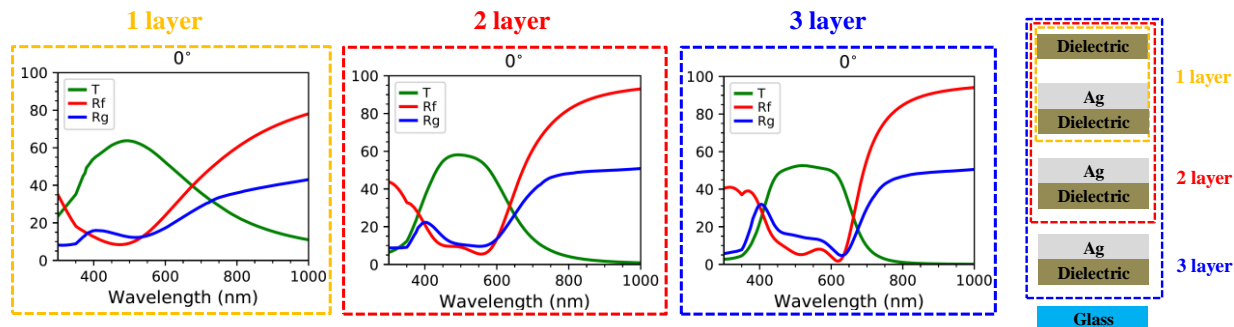 1 layer
2 layer
3 layer
0°
100
80
60
40
20
0
T
Rf
Rg
400
600
800
1000
Wavelength (nm)
0°
100
80
60
40
20
0
T
Rf
Rg
400
600
800
1000
Wavelength (nm)
0°
100
80
60
40
20
0
T
Rf
Rg
400
600
800
1000
Wavelength (nm)
Dielectric
1 layer
Ag
Dielectric
Ag
2 layer
Dielectric
Ag
3 layer
Dielectric
Glass